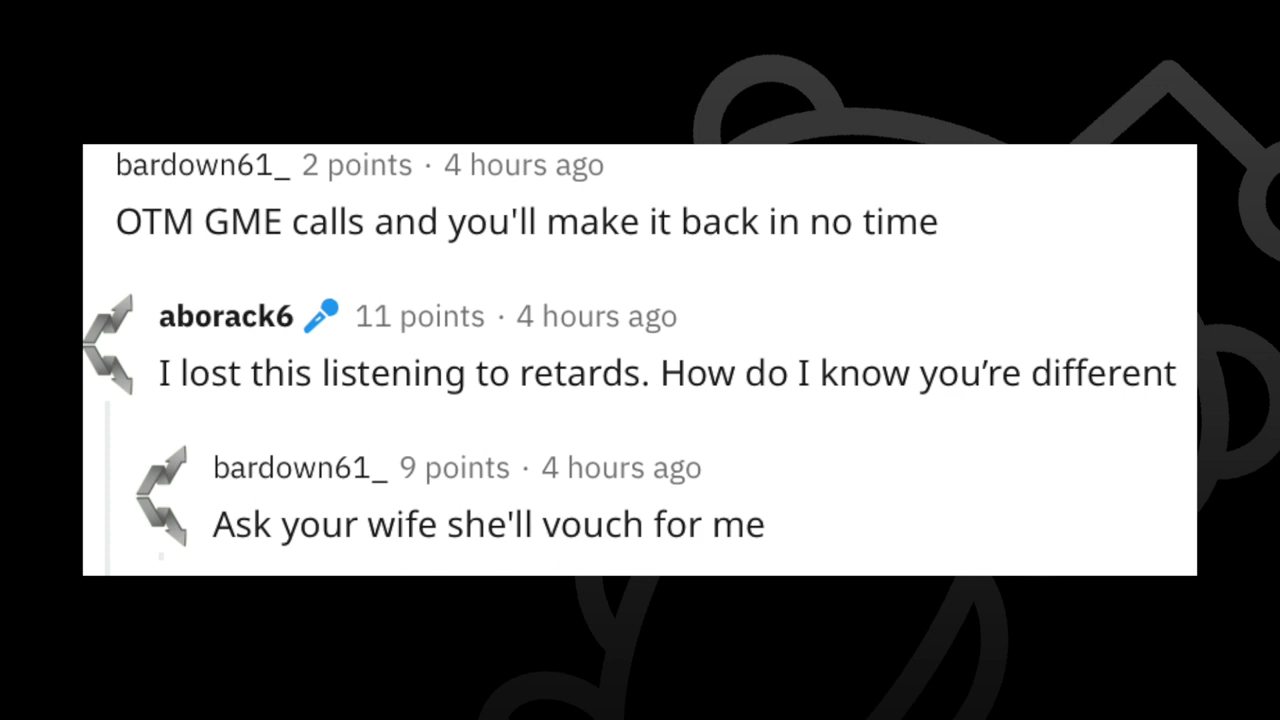 bardown61_ 2 points · 4 hours ago
OTM GME calls and you'll make it back in no time
aborack6 🎤 11 points · 4 hours ago
I lost this listening to retards. How do I know you’re different
bardown61_ 9 points · 4 hours ago
Ask your wife she'll vouch for me